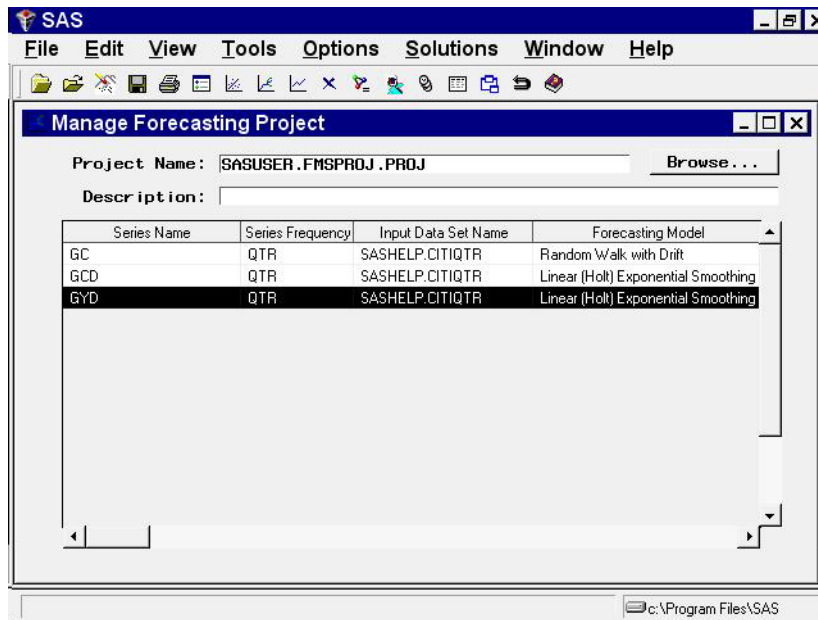 SAS
File Edit View Tools Options Solutions Window Help
Manage Forecasting Project
Project Name: SASUSER.FMSPROJ.PROJ Browse...
Description:
Series Name Series Frequency Input Data Set Name Forecasting Model
GC QTR SASHELP.CITIQTR Random Walk with Drift
GCD QTR SASHELP.CITIQTR Linear (Holt) Exponential Smoothing
GYD QTR SASHELP.CITIQTR Linear (Holt) Exponential Smoothing
c:\Program Files\SAS